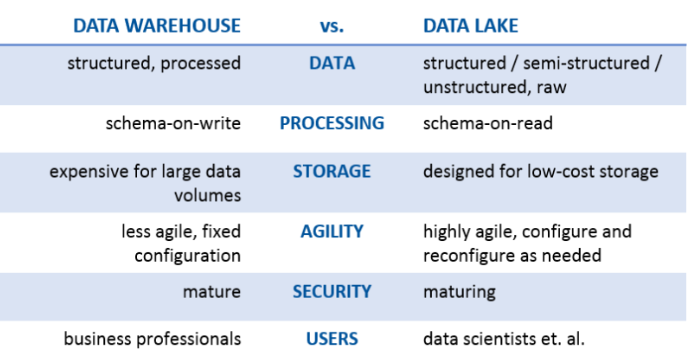 DATA WAREHOUSE vs. DATA LAKE
structured, processed DATA structured / semi-structured /
unstructured, raw
schema-on-write PROCESSING schema-on-read
expensive for large data STORAGE designed for low-cost storage
volumes
less agile, fixed AGILITY highly agile, configure and
configuration reconfigure as needed
mature SECURITY maturing
business professionals USERS data scientists et. al.